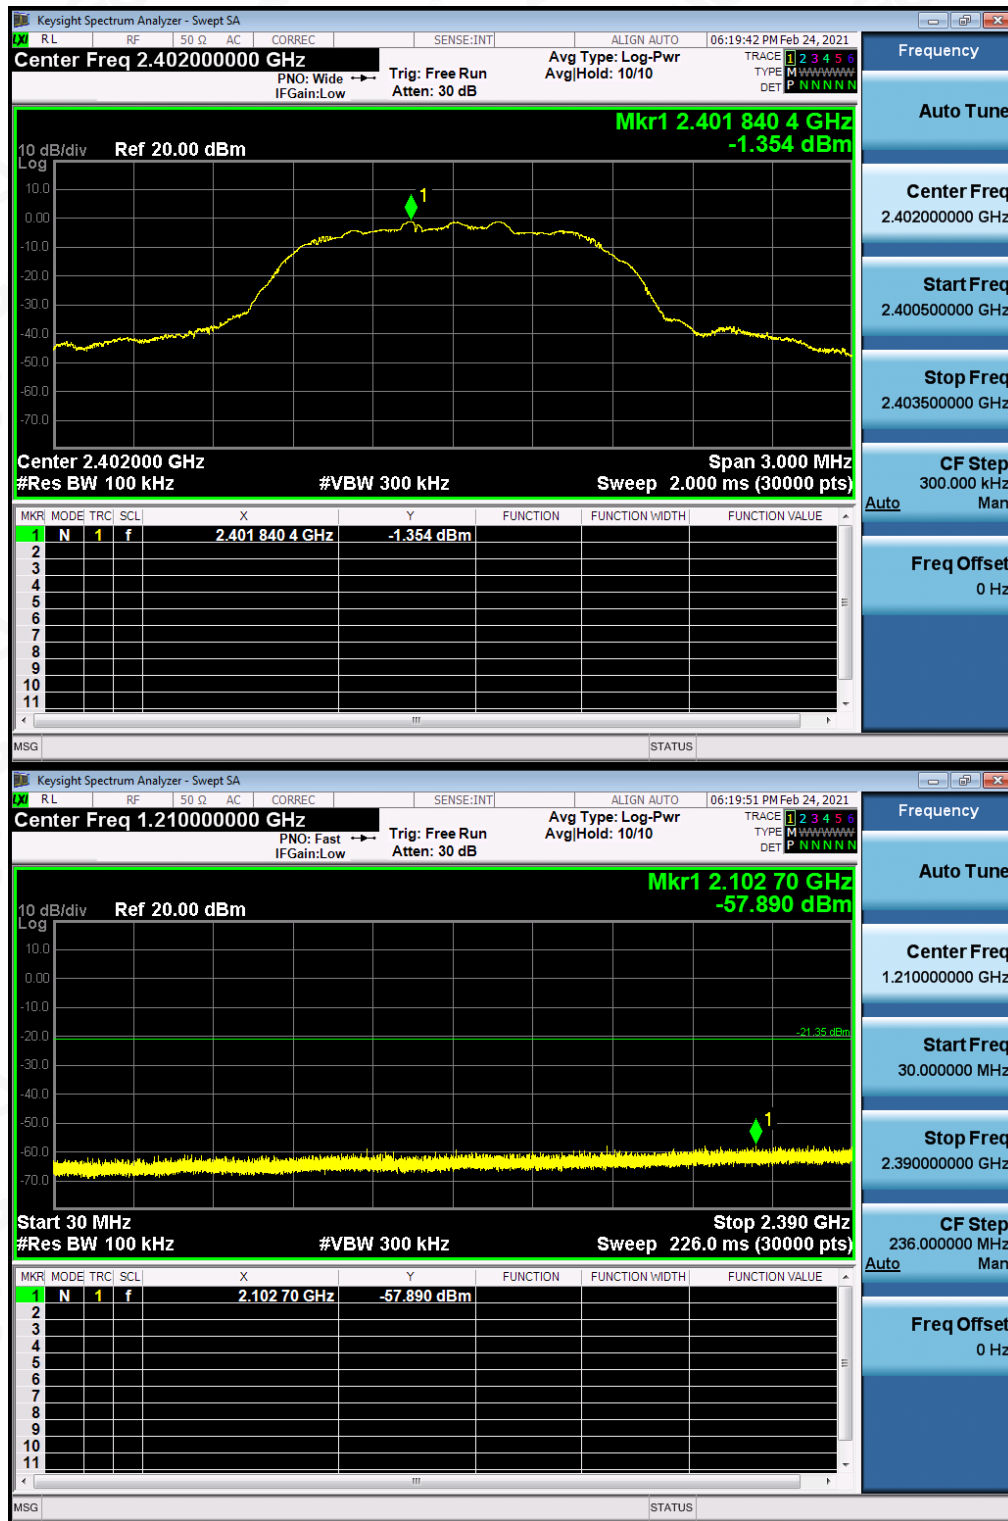 Keysight Spectrum Analyzer - Swept SA
LXI RL RF 50 Ω AC CORREC SENSE:INT ALIGN AUTO 06:19:42 PM Feb 24, 2021
Center Freq 2.402000000 GHz
PNO: Wide
IFGain:Low
Trig: Free Run
Atten: 30 dB
Avg Type: Log-Pwr
Avg|Hold: 10/10
TRACE 1 2 3 4 5 6
TYPE M WWWWW
DET P N N N N N
Mkr1 2.401 840 4 GHz
-1.354 dBm
10 dB/div Ref 20.00 dBm
Log
10.0
0.00
-10.0
-20.0
-30.0
-40.0
-50.0
-60.0
-70.0
1
Center 2.402000 GHz Span 3.000 MHz
#Res BW 100 kHz #VBW 300 kHz Sweep 2.000 ms (30000 pts)
MKR MODE TRC SCL X Y FUNCTION FUNCTION WIDTH FUNCTION VALUE
1 N 1 f 2.401 840 4 GHz -1.354 dBm
2
3
4
5
6
7
8
9
10
11
MSG STATUS
Frequency
Auto Tune
Center Freq
2.402000000 GHz
Start Freq
2.400500000 GHz
Stop Freq
2.403500000 GHz
CF Step
300.000 kHz
Auto Man
Freq Offset
0 Hz
Keysight Spectrum Analyzer - Swept SA
LXI RL RF 50 Ω AC CORREC SENSE:INT ALIGN AUTO 06:19:51 PM Feb 24, 2021
Center Freq 1.210000000 GHz
PNO: Fast
IFGain:Low
Trig: Free Run
Atten: 30 dB
Avg Type: Log-Pwr
Avg|Hold: 10/10
TRACE 1 2 3 4 5 6
TYPE M WWWWW
DET P N N N N N
Mkr1 2.102 70 GHz
-57.890 dBm
10 dB/div Ref 20.00 dBm
Log
10.0
0.00
-10.0
-20.0
-30.0
-40.0
-50.0
-60.0
-70.0
-21.35 dBm
1
Start 30 MHz Stop 2.390 GHz
#Res BW 100 kHz #VBW 300 kHz Sweep 226.0 ms (30000 pts)
MKR MODE TRC SCL X Y FUNCTION FUNCTION WIDTH FUNCTION VALUE
1 N 1 f 2.102 70 GHz -57.890 dBm
2
3
4
5
6
7
8
9
10
11
MSG STATUS
Frequency
Auto Tune
Center Freq
1.210000000 GHz
Start Freq
30.000000 MHz
Stop Freq
2.390000000 GHz
CF Step
236.000000 MHz
Auto Man
Freq Offset
0 Hz